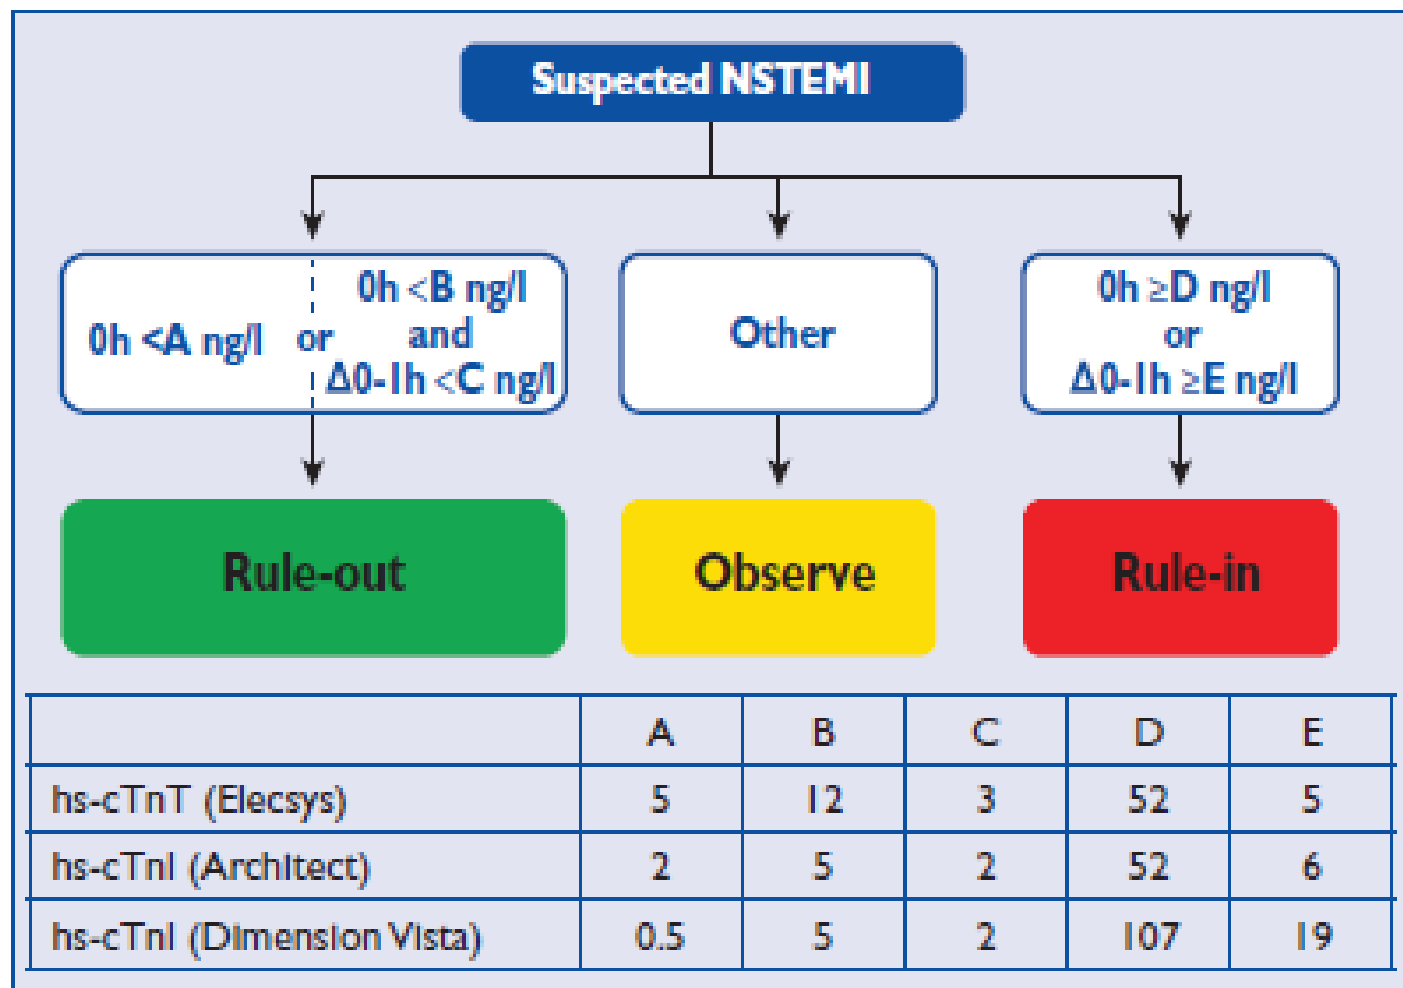 Suspected NSTEMI
0h <A ng/l
or
0h <B ng/l
and
Δ0-1h <C ng/l
Other
0h ≥D ng/l
or
Δ0-1h ≥E ng/l
Rule-out
Observe
Rule-in
A B C D E
hs-cTnT (Elecsys) 5 12 3 52 5
hs-cTnI (Architect) 2 5 2 52 6
hs-cTnI (Dimension Vista) 0.5 5 2 107 19